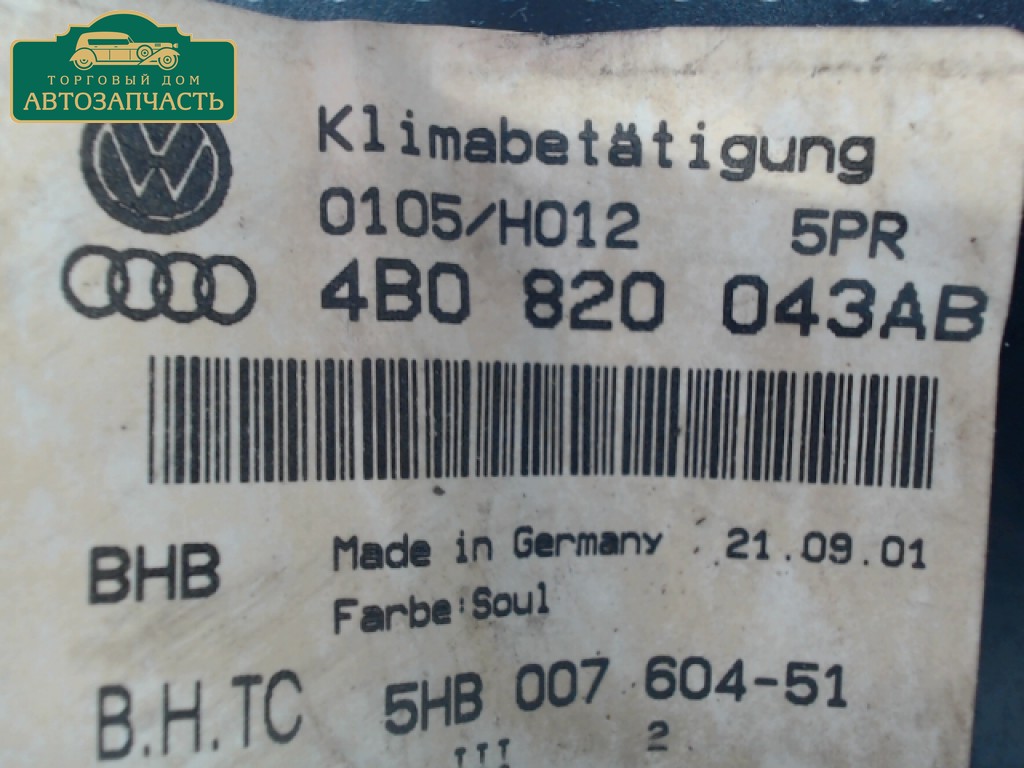 ТОРГОВЫЙ ДОМ
АВТОЗАПЧАСТЬ
Klimabetätigung
0105/H012 5PR
4B0 820 043AB
BHB Made in Germany 21.09.01
Farbe:Soul
B.H.TC 5HB 007 604-51
2